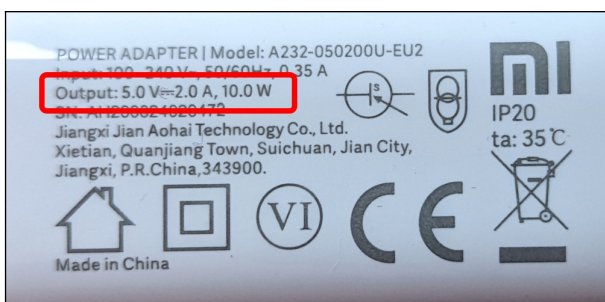 POWER ADAPTER | Model: A232-050200U-EU2
Input: 100-240 V~, 50/60Hz, 0.35 A
Output: 5.0 V⎓2.0 A, 10.0 W
Jiangxi Jian Aohai Technology Co., Ltd.
Xietian, Quanjiang Town, Suichuan, Jian City,
Jiangxi, P.R.China,343900.
S
mi
IP20
ta: 35℃
VI
CE
Made in China